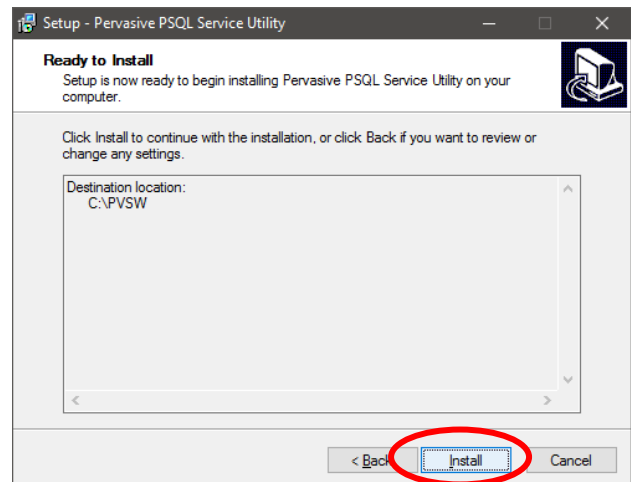 Setup - Pervasive PSQL Service Utility
Ready to Install
Setup is now ready to begin installing Pervasive PSQL Service Utility on your
computer.
Click Install to continue with the installation, or click Back if you want to review or
change any settings.
Destination location:
C:\PVSW
< Back Install Cancel